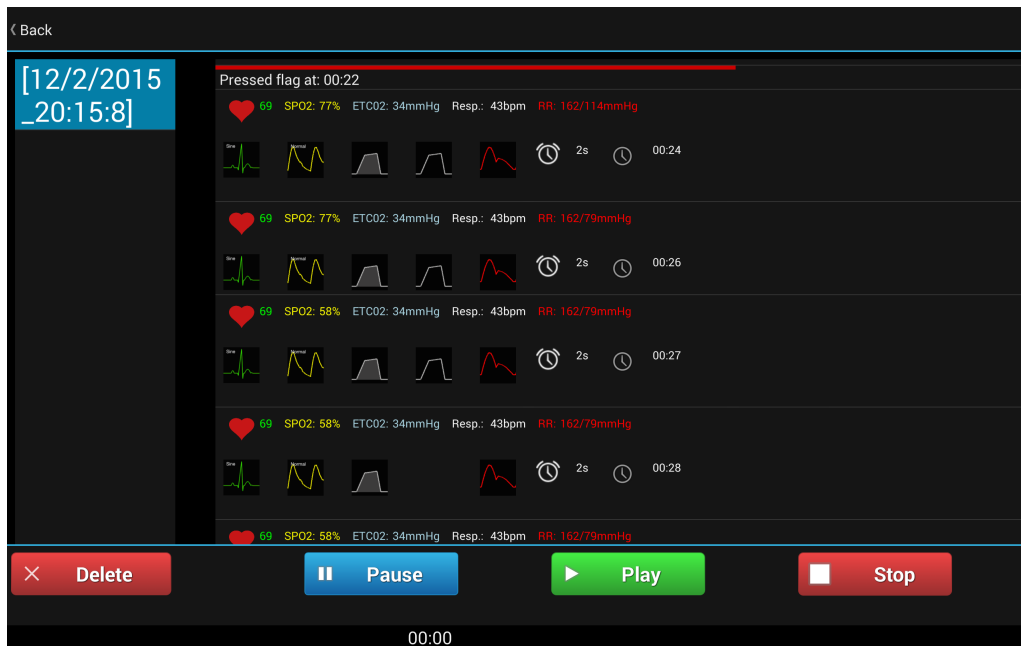 Back
[12/2/2015
_20:15:8]
Pressed flag at: 00:22
69 SPO2: 77% ETC02: 34mmHg Resp.: 43bpm RR: 162/114mmHg
Sine Normal 2s 00:24
69 SPO2: 77% ETC02: 34mmHg Resp.: 43bpm RR: 162/79mmHg
Sine Normal 2s 00:26
69 SPO2: 58% ETC02: 34mmHg Resp.: 43bpm RR: 162/79mmHg
Sine Normal 2s 00:27
69 SPO2: 58% ETC02: 34mmHg Resp.: 43bpm RR: 162/79mmHg
Sine Normal 2s 00:28
69 SPO2: 58% ETC02: 34mmHg Resp.: 43bpm RR: 162/79mmHg
Delete Pause Play Stop
00:00